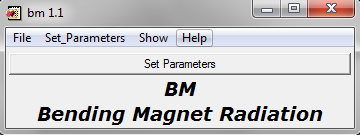 bm 1.1
File Set_Parameters Show Help
Set Parameters
BM
Bending Magnet Radiation